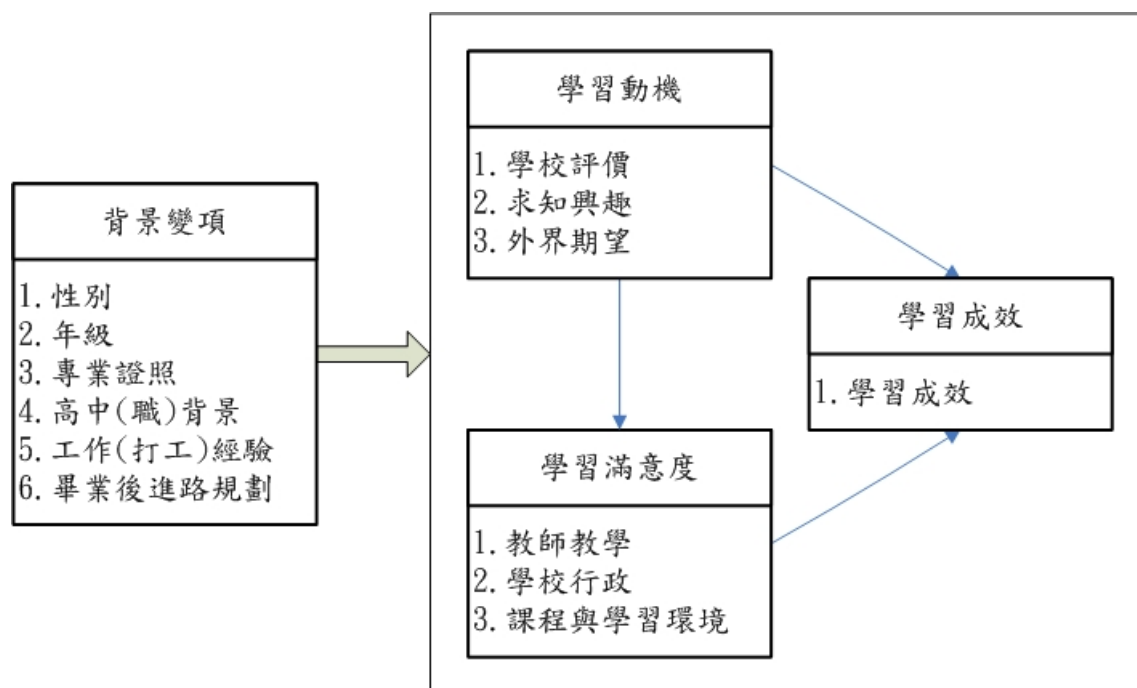 背景變項
1.性別
2.年級
3.專業證照
4.高中(職)背景
5.工作(打工)經驗
6.畢業後進路規劃
學習動機
1.學校評價
2.求知興趣
3.外界期望
學習滿意度
1.教師教學
2.學校行政
3.課程與學習環境
學習成效
1.學習成效